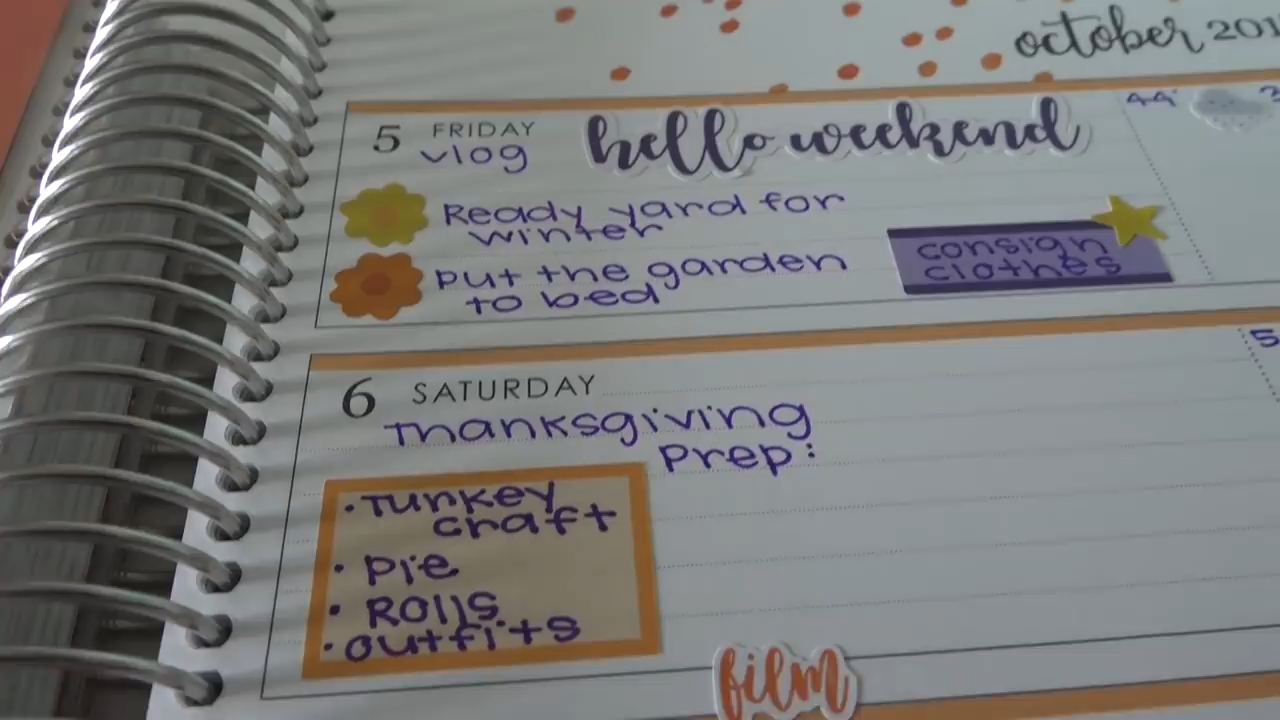 october 201
5 FRIDAY
hello weekend
44°
vlog
Ready yard for
winter
consign
clothes
put the garden
to bed
6 SATURDAY
5
Thanksgiving
Prep:
• Turkey
craft
• Pie
• Rolls
• outfits
film